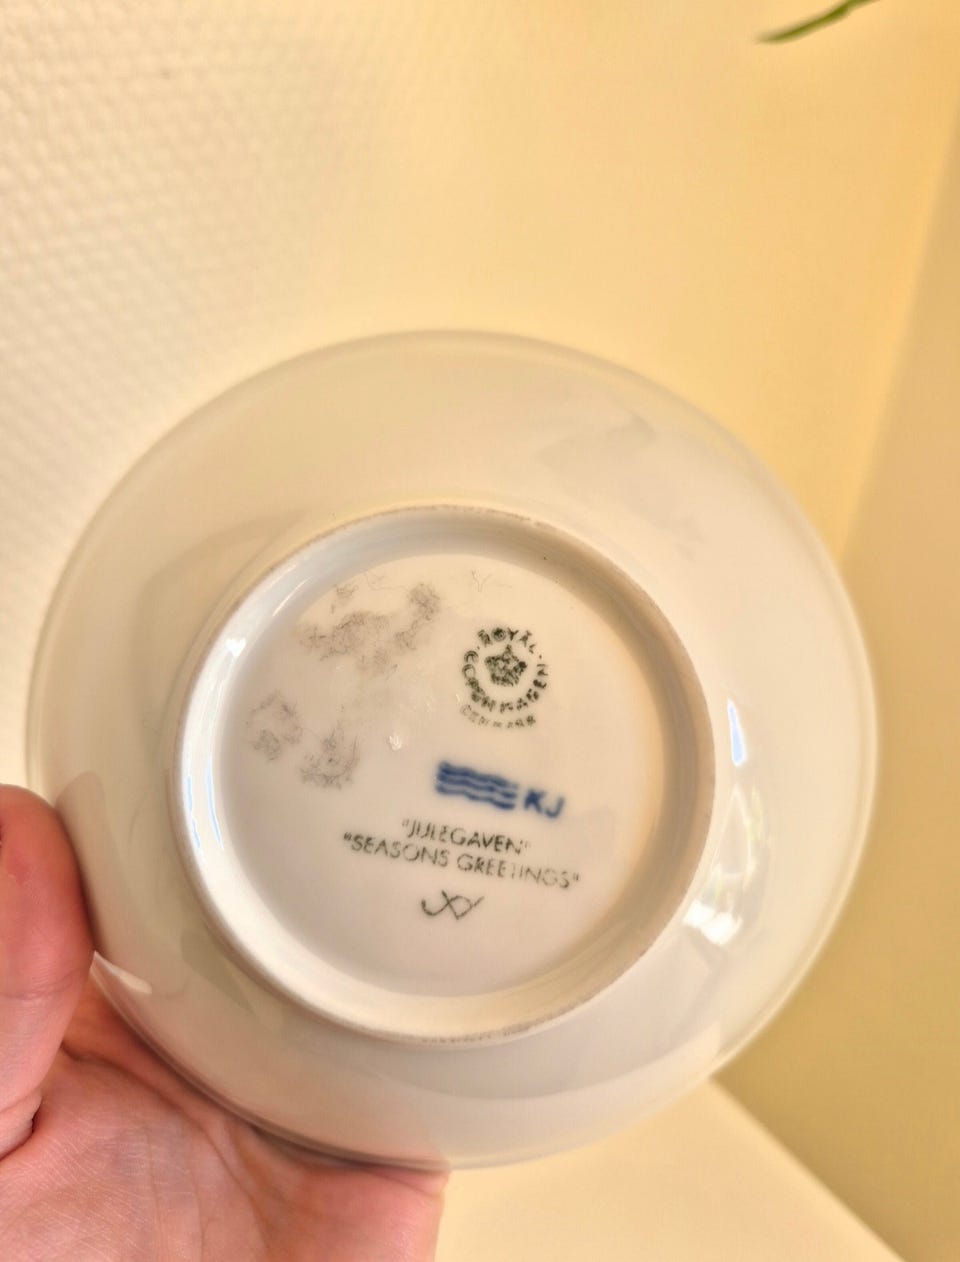 ROYAL
COPENHAGEN
DENMARK
KJ
"JULEGAVEN"
"SEASONS GREETINGS"